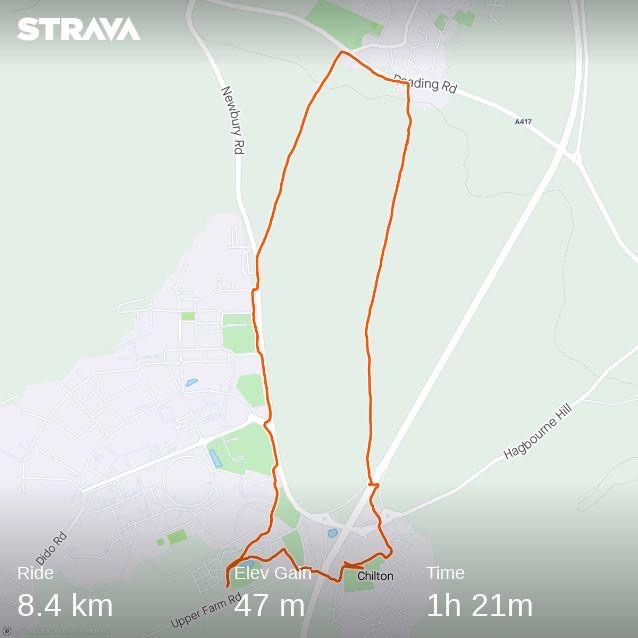 STRAVA
Reading Rd
Newbury Rd
A417
Hagbourne Hill
Dido Rd
Ride
8.4 km
Elev Gain
47 m
Time
1h 21m
Chilton
Upper Farm Rd